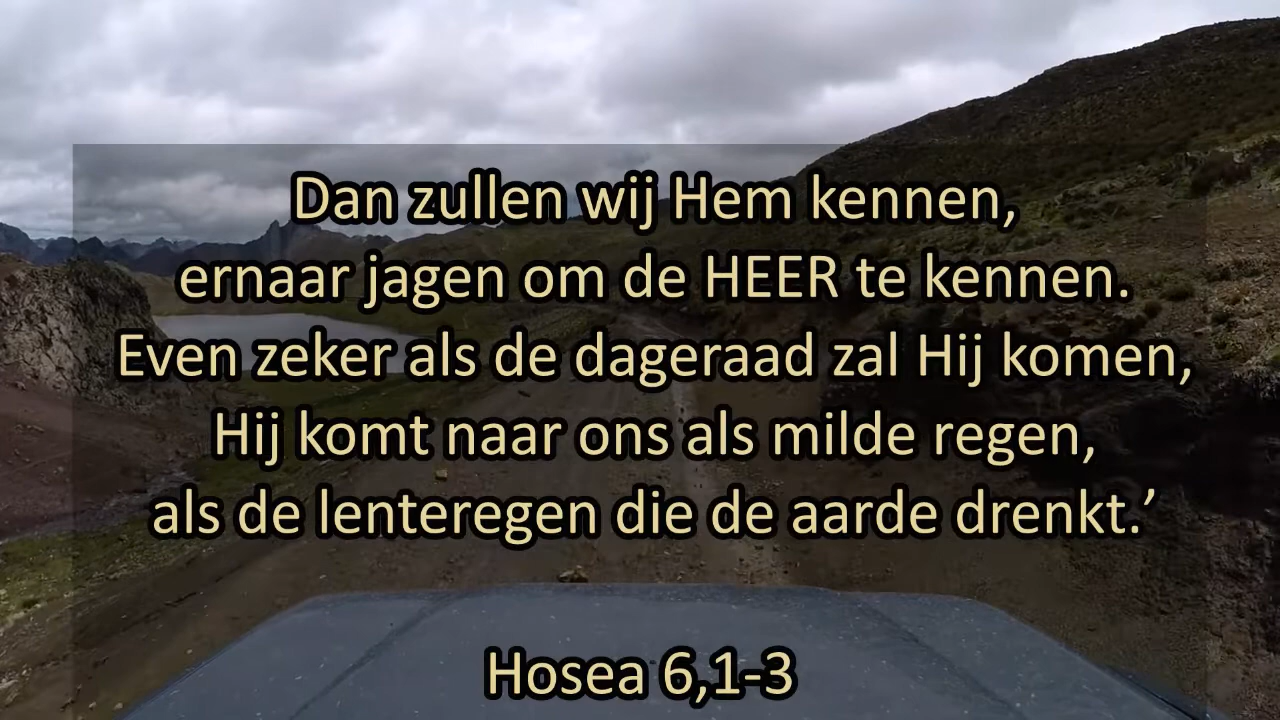 Dan zullen wij Hem kennen,
ernaar jagen om de HEER te kennen.
Even zeker als de dageraad zal Hij komen,
Hij komt naar ons als milde regen,
als de lenteregen die de aarde drenkt.’
Hosea 6,1-3